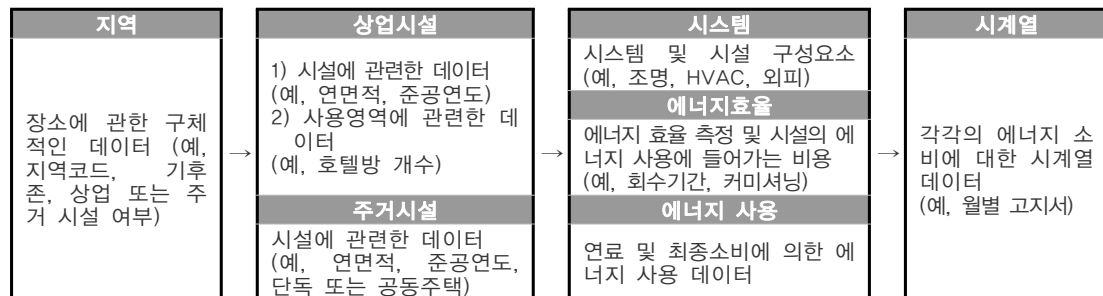 지역
장소에 관한 구체
적인 데이터 (예,
지역코드, 기후
존, 상업 또는 주
거 시설 여부)
→
상업시설
1) 시설에 관련한 데이터
(예, 연면적, 준공연도)
2) 사용영역에 관련한 데
이터
(예, 호텔방 개수)
주거시설
시설에 관련한 데이터
(예, 연면적, 준공연도,
단독 또는 공동주택)
→
시스템
시스템 및 시설 구성요소
(예, 조명, HVAC, 외피)
에너지효율
에너지 효율 측정 및 시설의 에
너지 사용에 들어가는 비용
(예, 회수기간, 커미셔닝)
에너지 사용
연료 및 최종소비에 의한 에
너지 사용 데이터
→
시계열
각각의 에너지 소
비에 대한 시계열
데이터
(예, 월별 고지서)